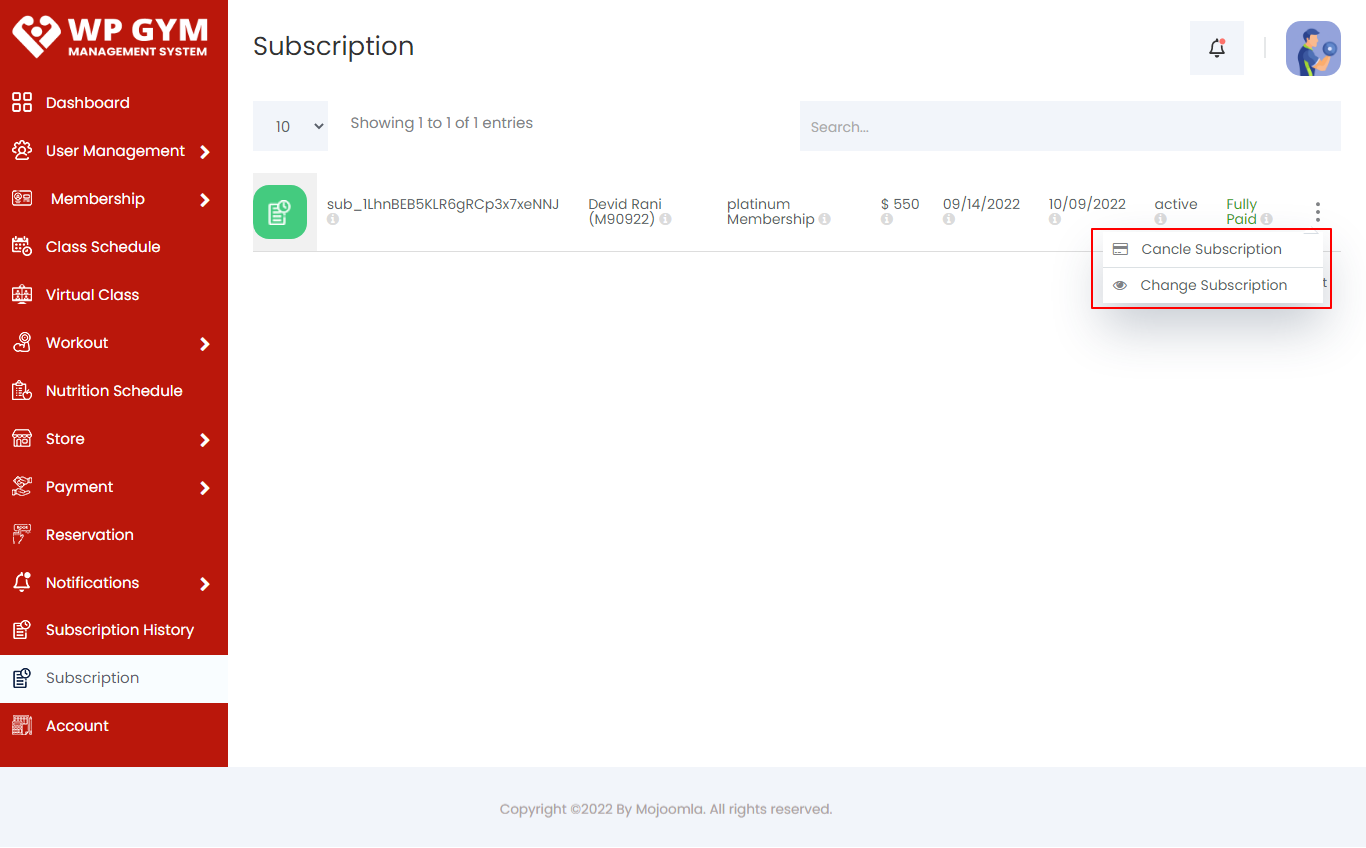 WP GYM
MANAGEMENT SYSTEM
Dashboard
User Management
Membership
Class Schedule
Virtual Class
Workout
Nutrition Schedule
Store
Payment
Reservation
Notifications
Subscription History
Subscription
Account
Subscription
10
Showing 1 to 1 of 1 entries
Search...
sub_1LhnBEB5KLR6gRCp3x7xeNNJ
Devid Rani
(M90922)
platinum
Membership
$ 550
09/14/2022
10/09/2022
active
Fully
Paid
Cancle Subscription
Change Subscription
t
Copyright ©2022 By Mojoomla. All rights reserved.